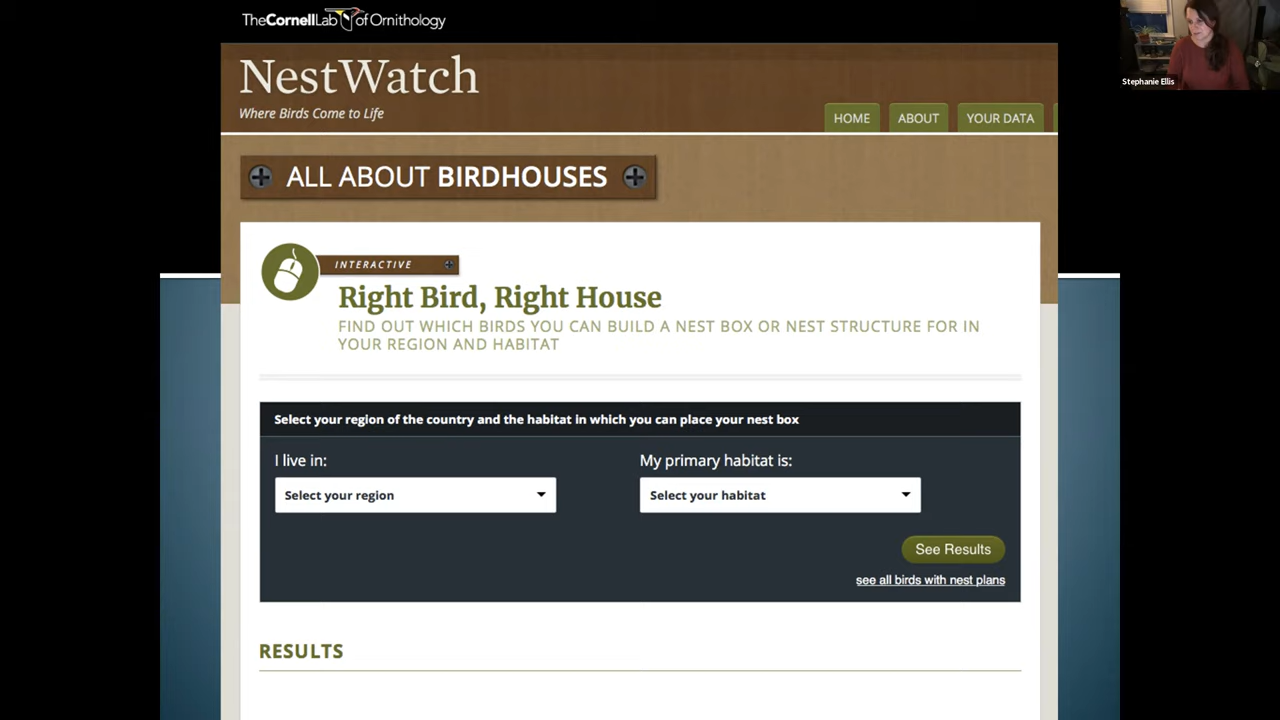 TheCornellLab of Ornithology
Stephanie Ellis
NestWatch
Where Birds Come to Life
HOME
ABOUT
YOUR DATA
ALL ABOUT BIRDHOUSES
INTERACTIVE
Right Bird, Right House
FIND OUT WHICH BIRDS YOU CAN BUILD A NEST BOX OR NEST STRUCTURE FOR IN
YOUR REGION AND HABITAT
Select your region of the country and the habitat in which you can place your nest box
I live in:
My primary habitat is:
Select your region
Select your habitat
See Results
see all birds with nest plans
RESULTS